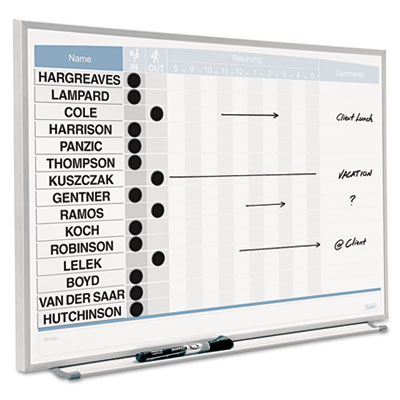 Name IN OUT Returning Comments
8 9 10 11 12 1 2 3 4 5
HARGREAVES
LAMPARD
COLE Client Lunch
HARRISON
PANZIC
THOMPSON
KUSZCZAK VACATION
GENTNER
RAMOS ?
KOCH
ROBINSON @ Client
LELEK
BOYD
VAN DER SAAR
HUTCHINSON
Notes